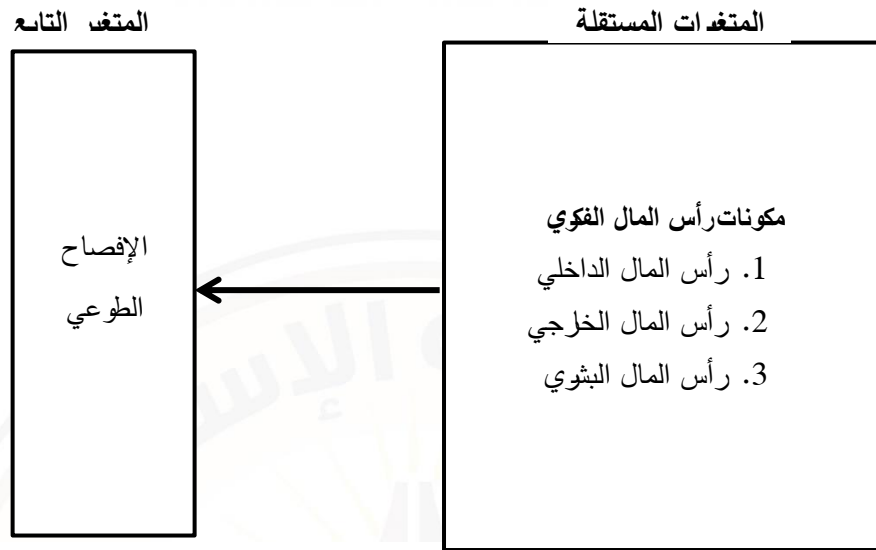 المتغيرات المستقلة
المتغير التابع
مكونات رأس المال الفكري
1. رأس المال الداخلي
2. رأس المال الخارجي
3. رأس المال البشري
الإفصاح
الطوعي